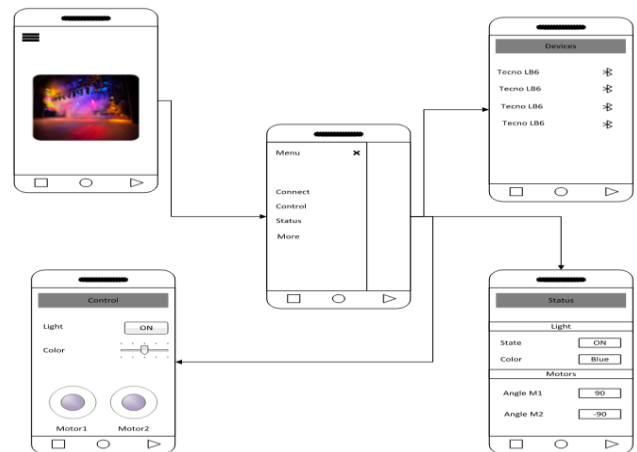 Devices
Tecno LB6
Tecno LB6
Tecno LB6
Tecno LB6
Menu
Connect
Control
Status
More
Control
Light ON
Color
Motor1 Motor2
Status
Light
State ON
Color Blue
Motors
Angle M1 90
Angle M2 -90